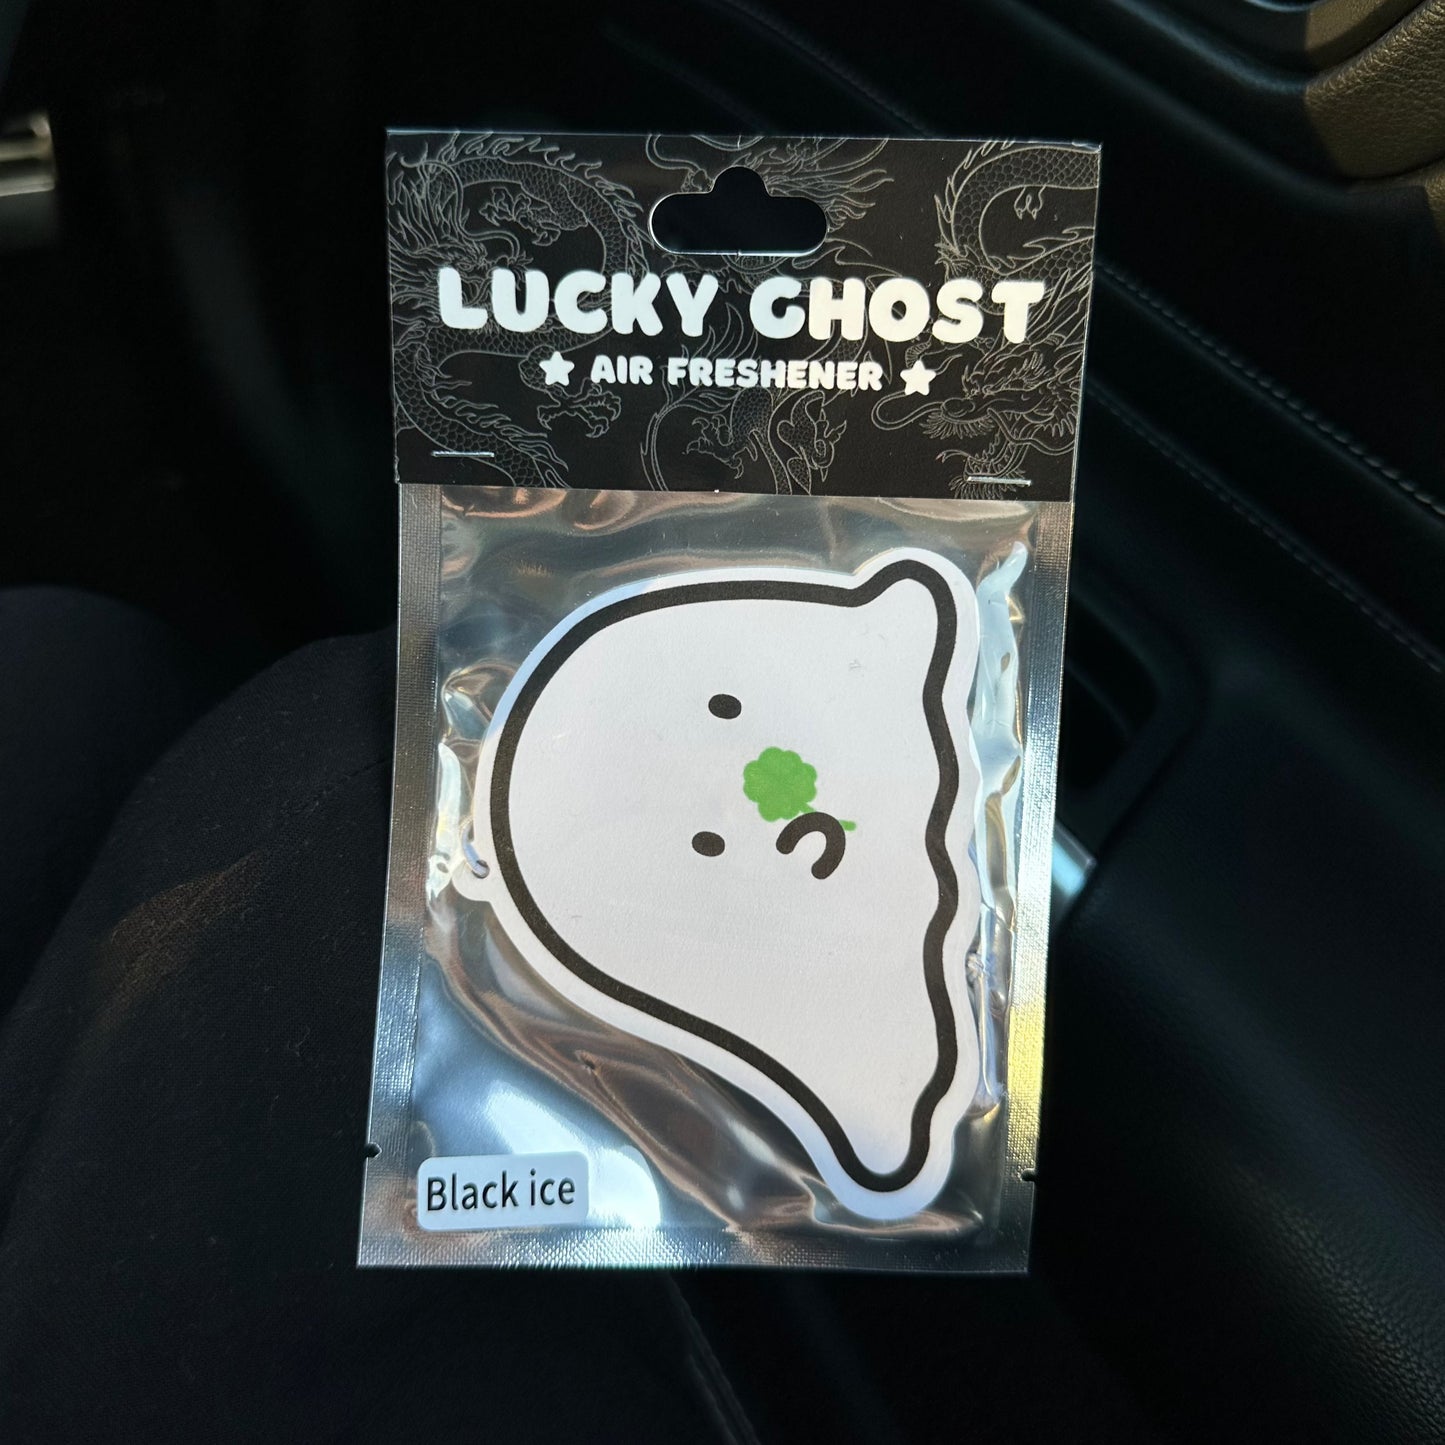 LUCKY GHOST
AIR FRESHENER
Black ice